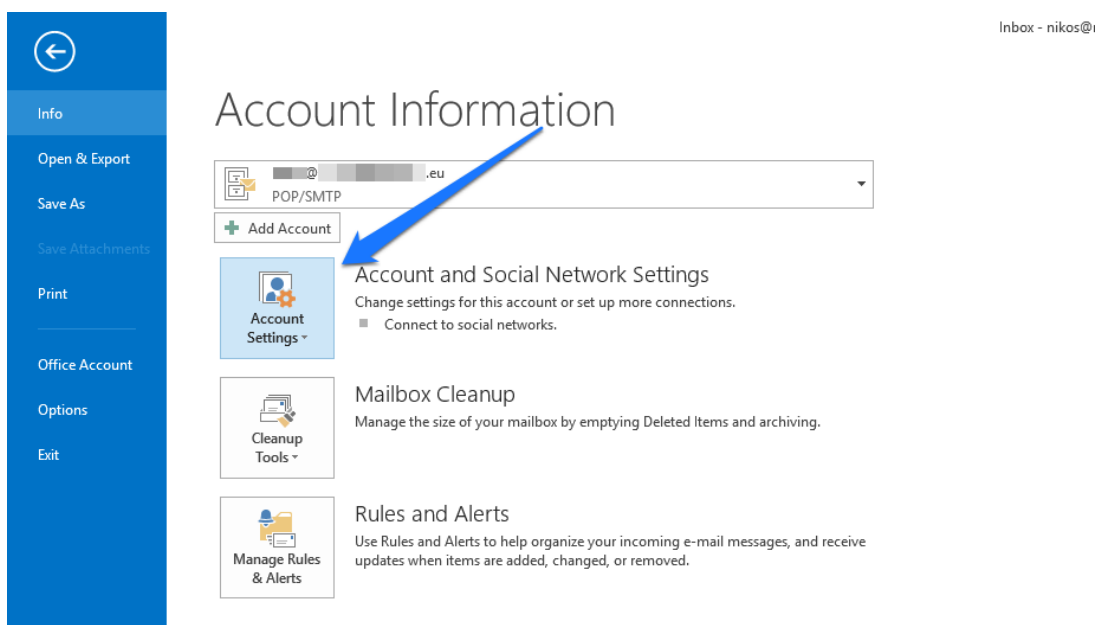 Inbox - nikos@
Info
Open & Export
Save As
Save Attachments
Print
Office Account
Options
Exit
Account Information
@ .eu
POP/SMTP
Add Account
Account
Settings
Account and Social Network Settings
Change settings for this account or set up more connections.
Connect to social networks.
Cleanup
Tools
Mailbox Cleanup
Manage the size of your mailbox by emptying Deleted Items and archiving.
Manage Rules
& Alerts
Rules and Alerts
Use Rules and Alerts to help organize your incoming e-mail messages, and receive
updates when items are added, changed, or removed.